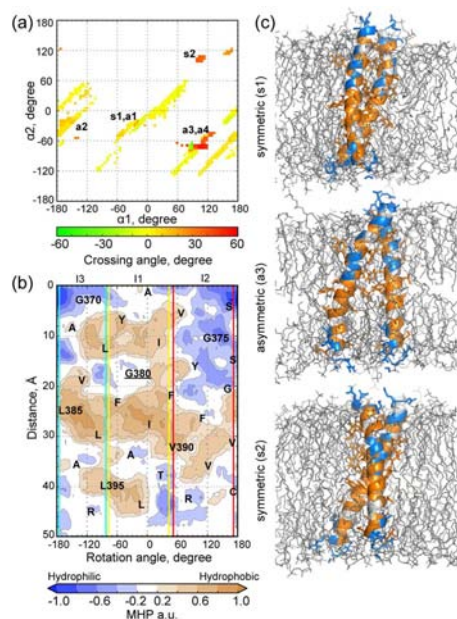 (a)
180
120
60
0
-60
-120
α2, degree
s2
s1,a1
a2
a3,a4
-180 -120 -60 0 60 120 180
α1, degree
-60 -30 0 30 60
Crossing angle, degree
(b)
I3 I1 I2
0
10
20
30
40
50
Distance, Å
A
G370
S
V
A Y
G375
L I
S
G380 Y
V G
L385 F F
F
L I
V390 V
A A V
L395 T C
R L R
-180 -120 -60 0 60 120 180
Rotation angle, degree
Hydrophilic Hydrophobic
-1.0 -0.6 -0.2 0.2 0.6 1.0
MHP a.u.
(c)
symmetric (s1)
asymmetric (a3)
symmetric (s2)